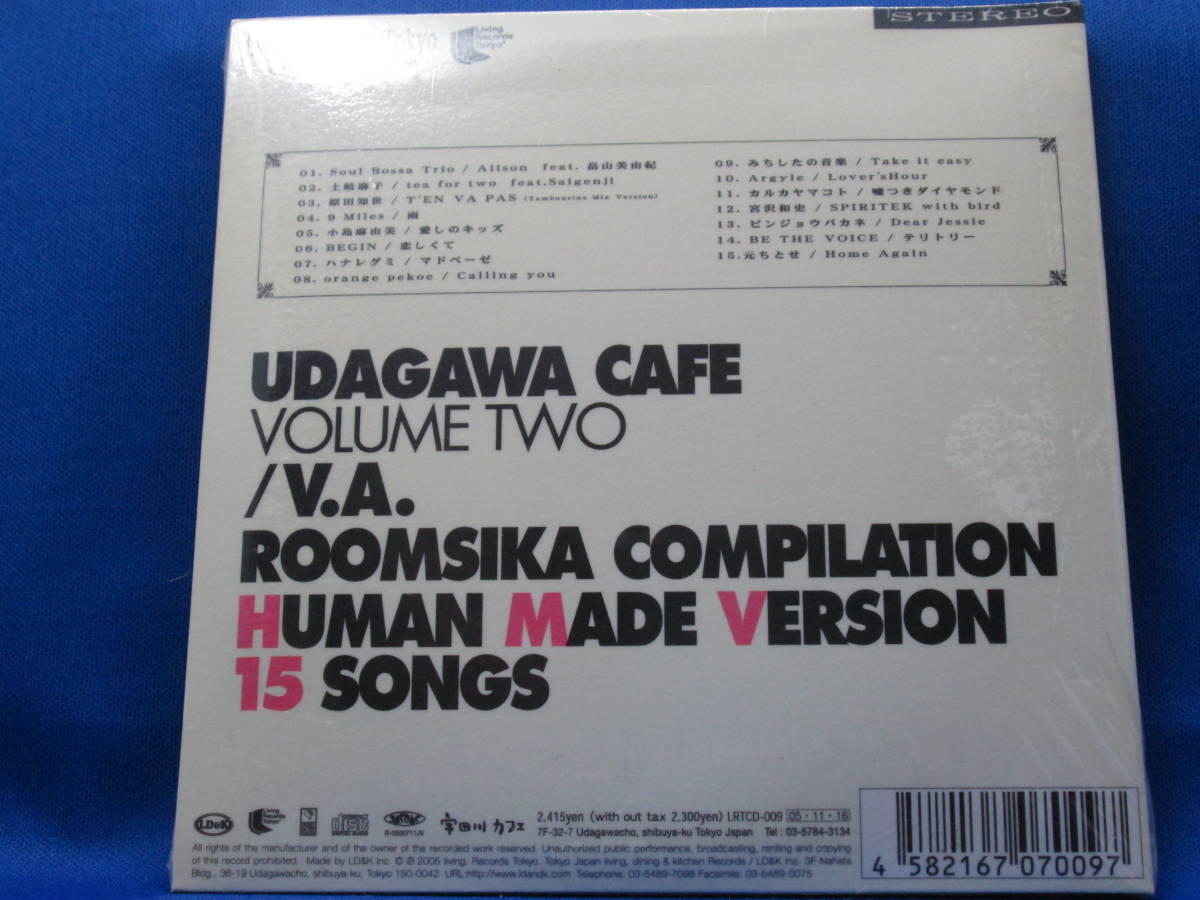 Tokyo
Living
Records
Tokyo
STEREO
01. Soul Bossa Trio / Alison feat. 畠山美由紀
02. 土岐麻子 / tea for two feat.Saigenji
03. 原田知世 / T'EN VA PAS (Tambourine Mix Version)
04. 9 Miles / 雨
05. 小島麻由美 / 愛しのキッズ
06. BEGIN / 恋しくて
07. ハナレグミ / マドベーゼ
08. orange pekoe / Calling you
09. みちしたの音楽 / Take it easy
10. Argyle / Lover'sHour
11. カルカヤマコト / 嘘つきダイヤモンド
12. 宮沢和史 / SPIRITEK with bird
13. ビンジョウバカネ / Dear Jessie
14. BE THE VOICE / テリトリー
15.元ちとせ / Home Again
UDAGAWA CAFE
VOLUME TWO
/V.A.
ROOMSIKA COMPILATION
HUMAN MADE VERSION
15 SONGS
LD&K
Living
Records
Tokyo
disc
R-0500711JV
宇田川カフェ
2,415yen (with out tax 2,300yen) LRTCD-009 05・11・16
7F-32-7 Udagawacho, shibuya-ku Tokyo Japan Tel : 03-5784-3134
All rights of the manufacturer and of the owner of the recorded work reserved. Unauthorized public performance, broadcasting, renting and copying
of this record prohibited. Made by LD&K inc. © ℗ 2005 living, Records Tokyo. Tokyo Japan living, dining & kitchen Records / LD&K inc. 3F Nahata
Bldg., 36-19 Udagawacho, shibuya-ku, Tokyo 150-0042 URL:http://www.ldandk.com Telephone: 03-5489-7098 Facsimile: 03-5489-0075
4 582167 070097